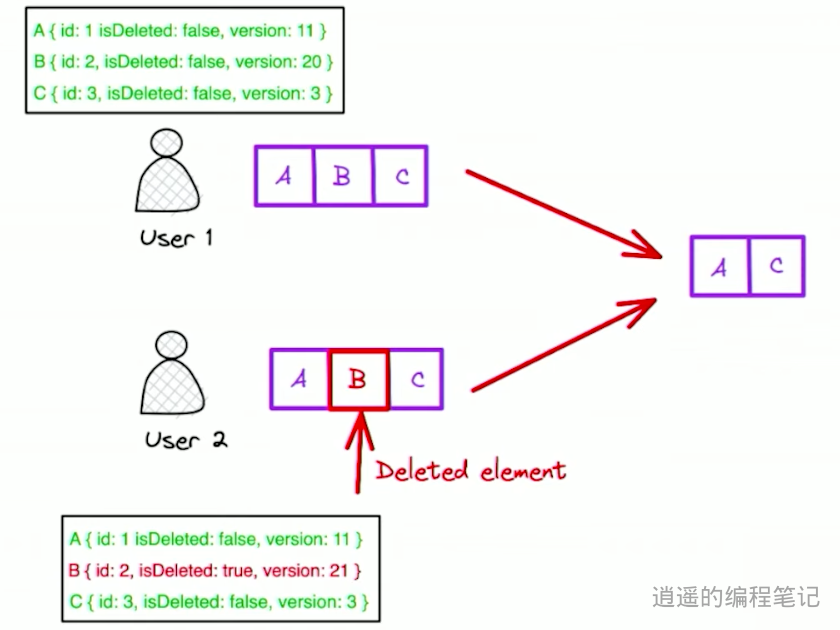 A { id: 1 isDeleted: false, version: 11 }
B { id: 2, isDeleted: false, version: 20 }
C { id: 3, isDeleted: false, version: 3 }
A B C
User 1
A C
A B C
User 2
Deleted element
A { id: 1 isDeleted: false, version: 11 }
B { id: 2, isDeleted: true, version: 21 }
C { id: 3, isDeleted: false, version: 3 }
逍遥的编程笔记